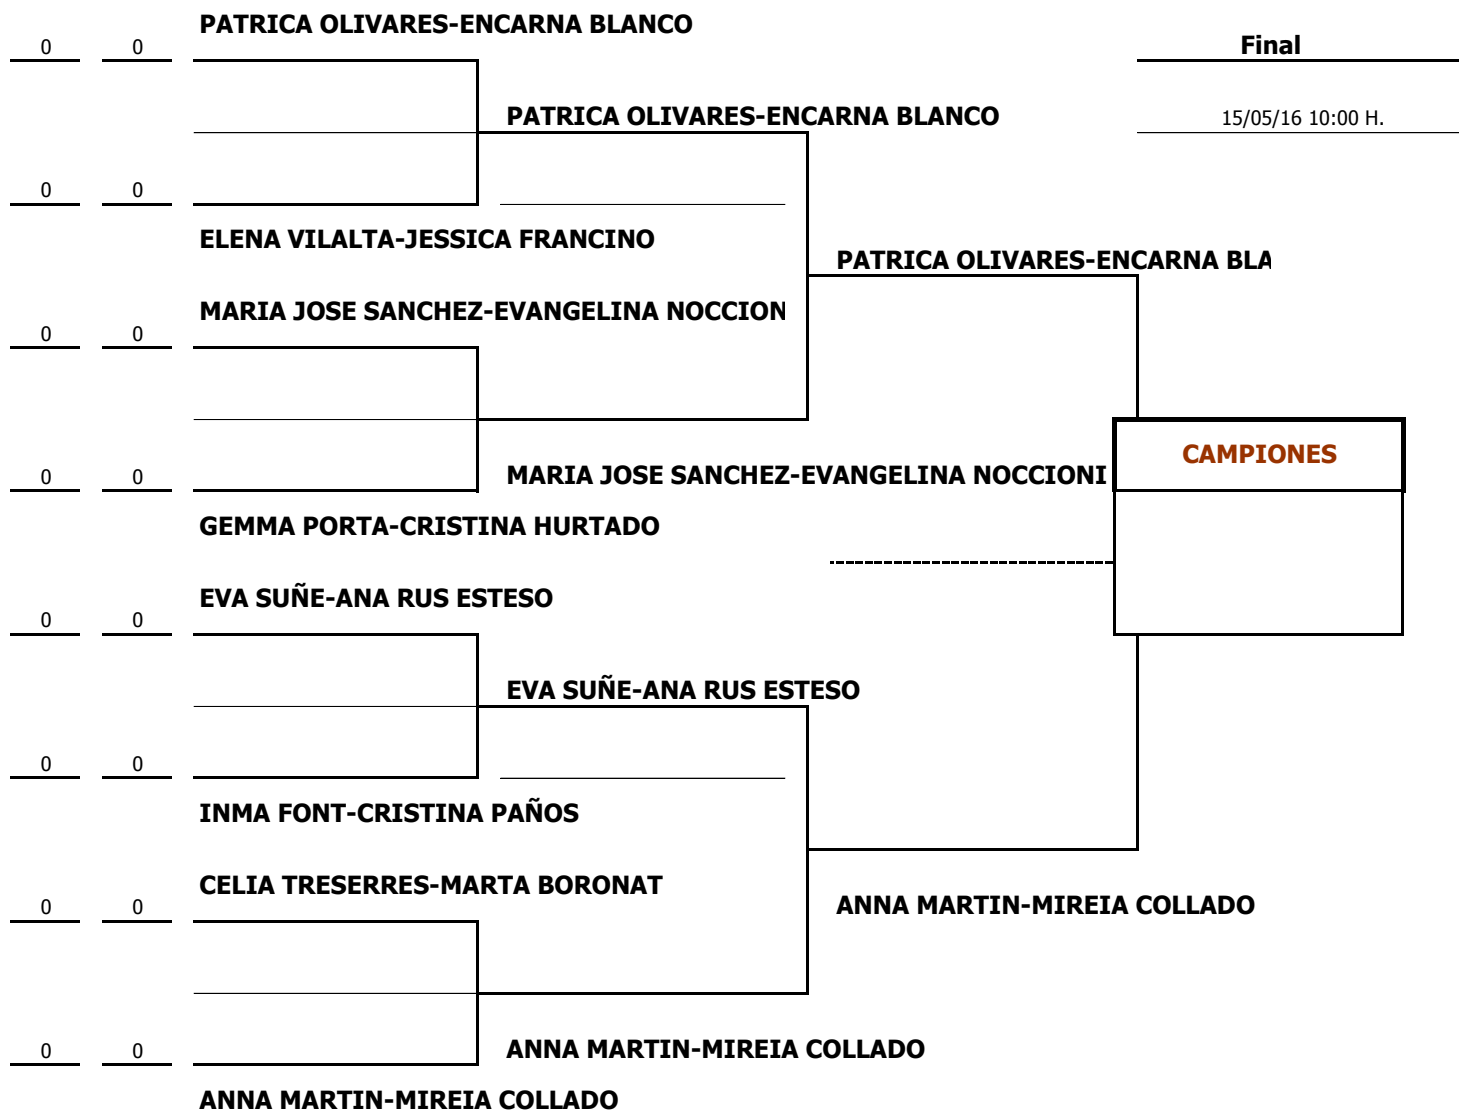 PATRICA OLIVARES-ENCARNA BLANCO
0 0
Final
PATRICA OLIVARES-ENCARNA BLANCO
15/05/16 10:00 H.
0 0
ELENA VILALTA-JESSICA FRANCINO
PATRICA OLIVARES-ENCARNA BLA
MARIA JOSE SANCHEZ-EVANGELINA NOCCION
0 0
CAMPIONES
0 0
MARIA JOSE SANCHEZ-EVANGELINA NOCCIONI
GEMMA PORTA-CRISTINA HURTADO
EVA SUÑE-ANA RUS ESTESO
0 0
EVA SUÑE-ANA RUS ESTESO
0 0
INMA FONT-CRISTINA PAÑOS
CELIA TRESERRES-MARTA BORONAT
0 0
ANNA MARTIN-MIREIA COLLADO
0 0
ANNA MARTIN-MIREIA COLLADO
ANNA MARTIN-MIREIA COLLADO